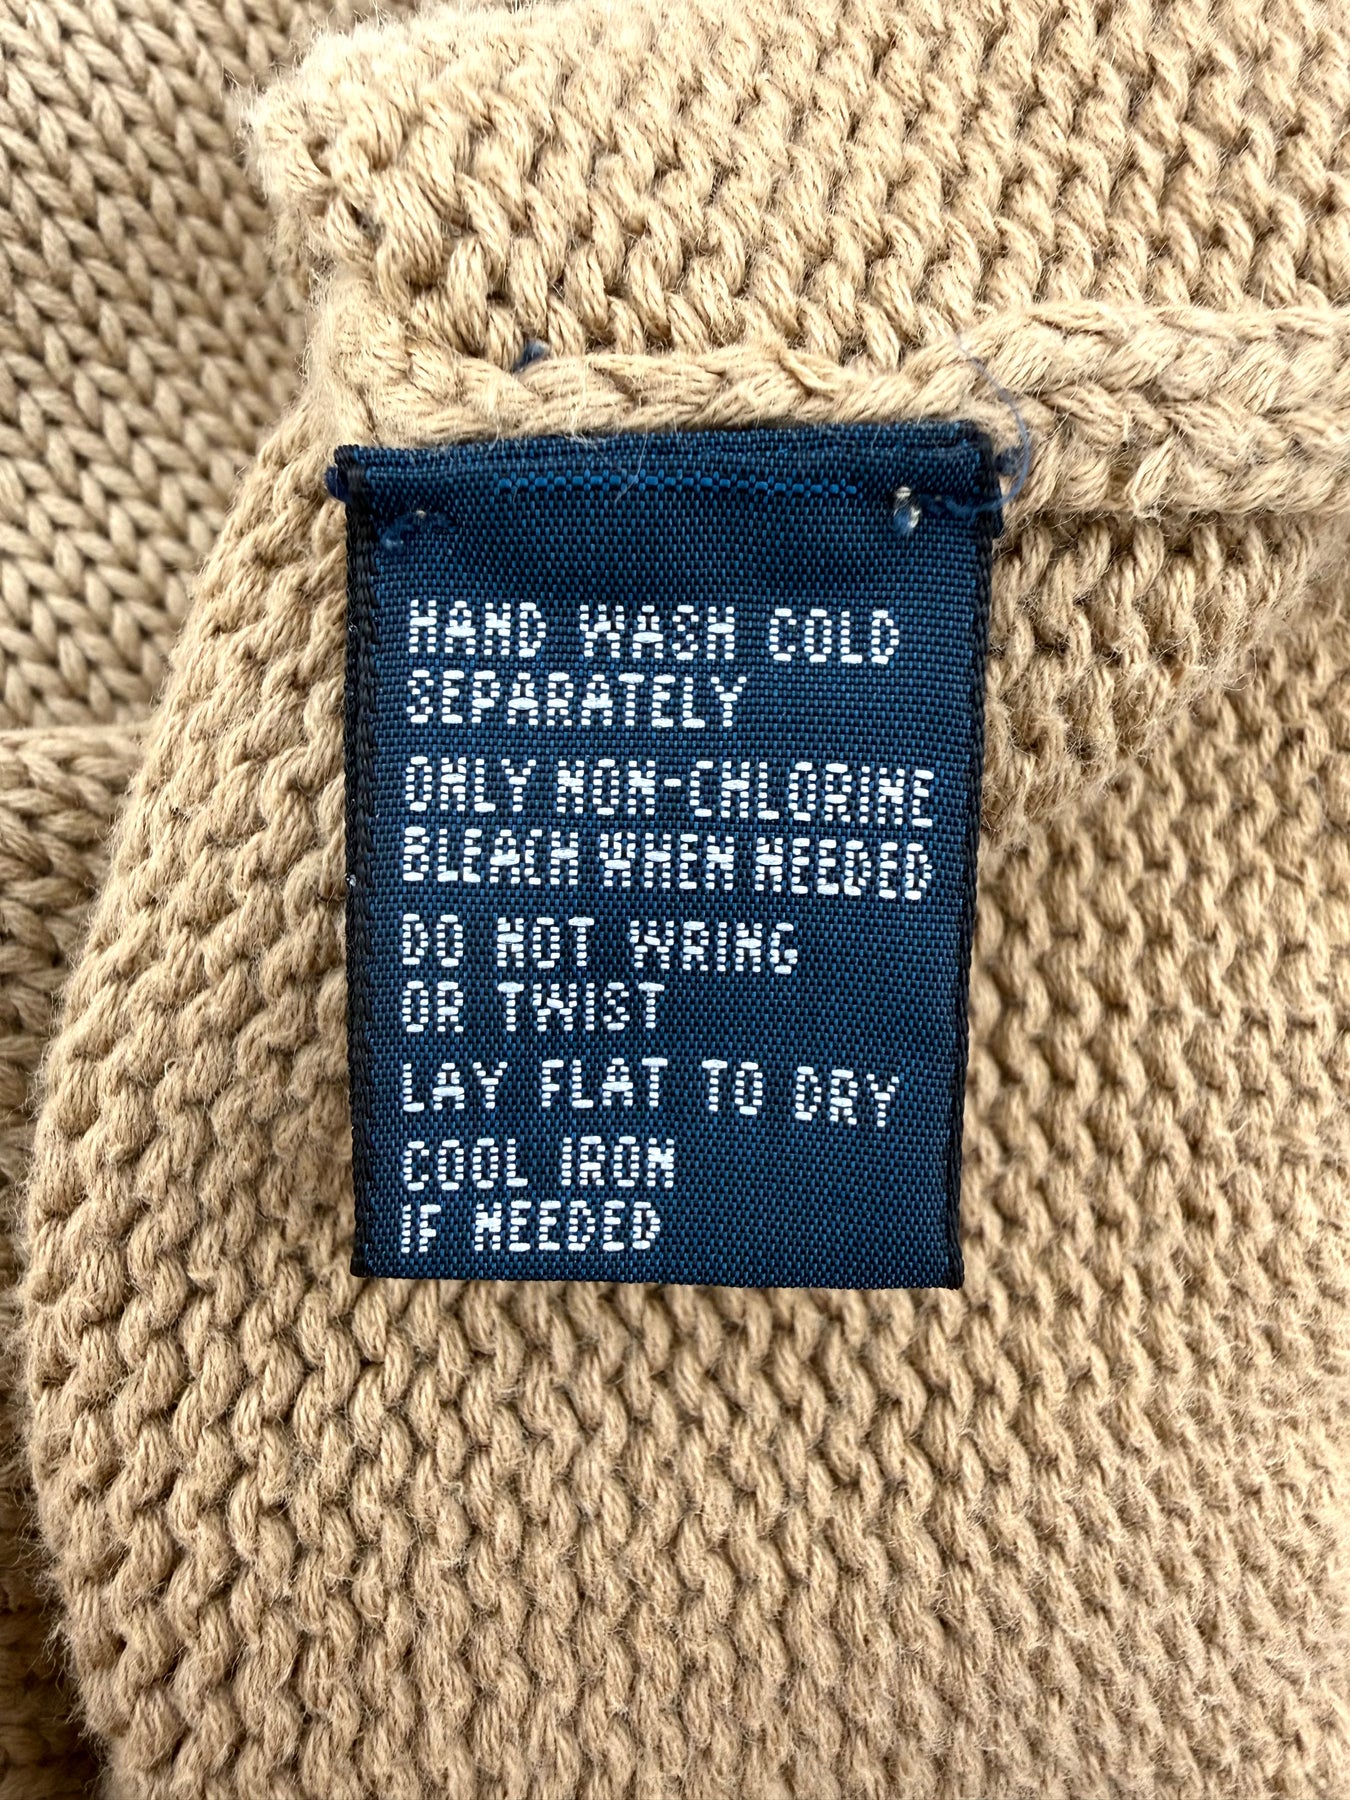 HAND WASH COLD
SEPARATELY
ONLY NON-CHLORINE
BLEACH WHEN NEEDED
DO NOT WRING
OR TWIST
LAY FLAT TO DRY
COOL IRON
IF NEEDED